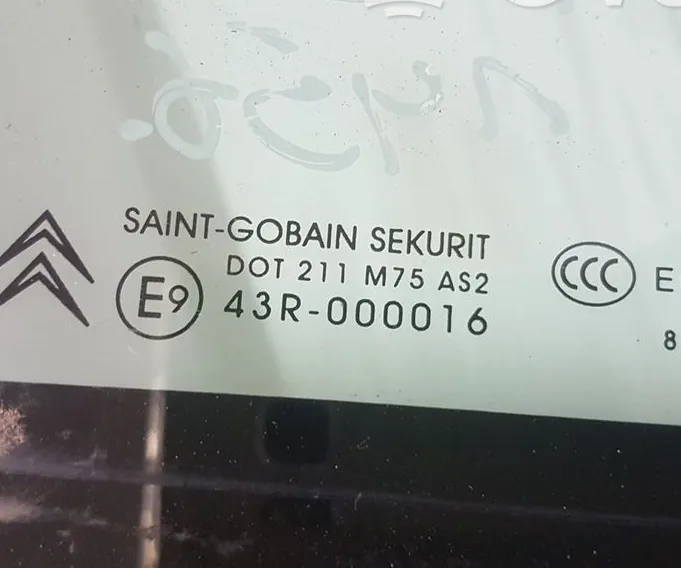 SAINT-GOBAIN SEKURIT
DOT 211 M75 AS2
E9 43R-000016
CCC E
8